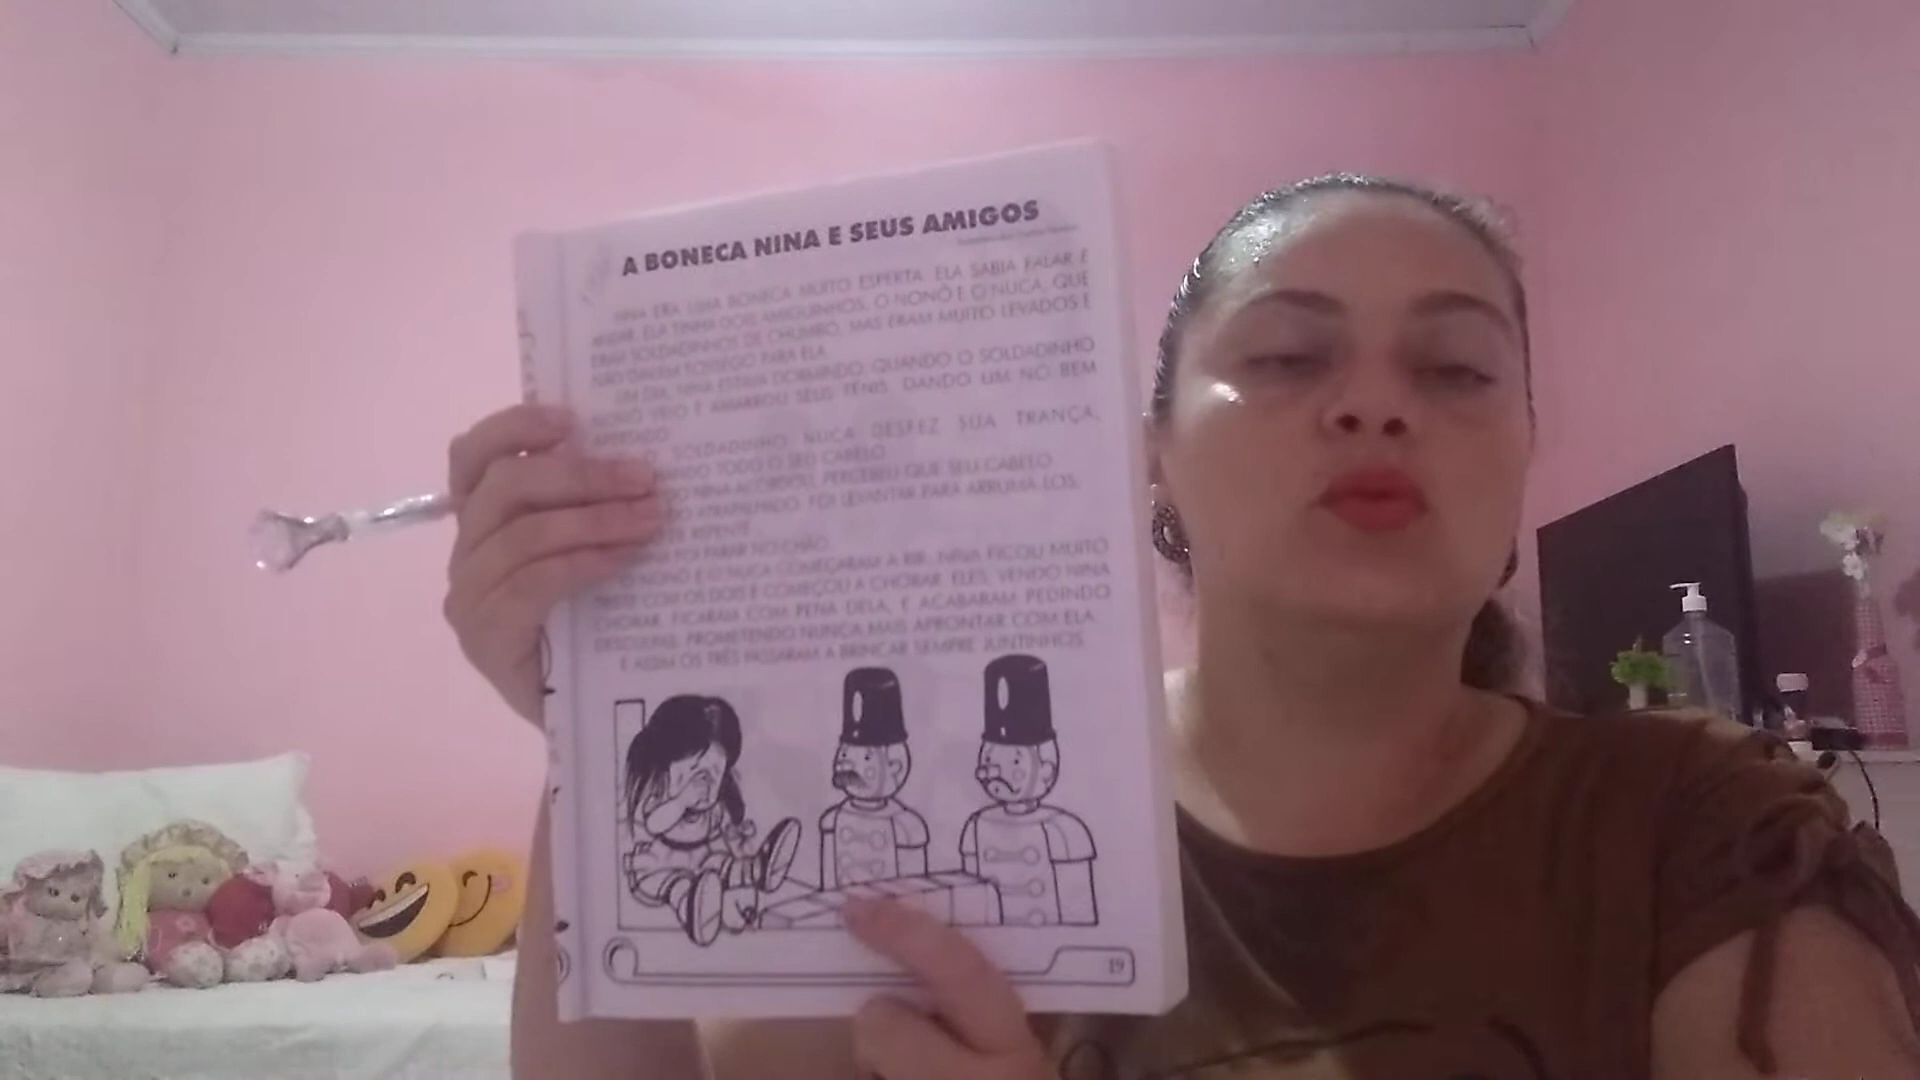 A BONECA NINA E SEUS AMIGOS
NINA ERA UMA BONECA MUITO ESPERTA. ELA SABIA FALAR E
ANDAR. ELA TINHA DOIS AMIGUINHOS, O NONÔ E O NUCA, QUE
ERAM SOLDADINHOS DE CHUMBO, MAS ERAM MUITO LEVADOS E
NÃO DAVAM SOSSEGO PARA ELA.
UM DIA, NINA ESTAVA DORMINDO, QUANDO O SOLDADINHO
NONÔ VEIO E AMARROU SEUS TÊNIS, DANDO UM NÓ BEM
APERTADO.
O SOLDADINHO NUCA DESFEZ SUA TRANÇA,
TODO O SEU CABELO.
NINA ACORDOU, PERCEBEU QUE SEU CABELO
ATRAPALHADO. FOI LEVANTAR PARA ARRUMÁ-LOS,
DE REPENTE...
FOI PARAR NO CHÃO.
O NONÔ E O NUCA COMEÇARAM A RIR. NINA FICOU MUITO
TRISTE COM OS DOIS E COMEÇOU A CHORAR. ELES, VENDO NINA
CHORAR, FICARAM COM PENA DELA, E ACABARAM PEDINDO
DESCULPAS, PROMETENDO NUNCA MAIS APRONTAR COM ELA.
E ASSIM OS TRÊS PASSARAM A BRINCAR SEMPRE JUNTINHOS.
19